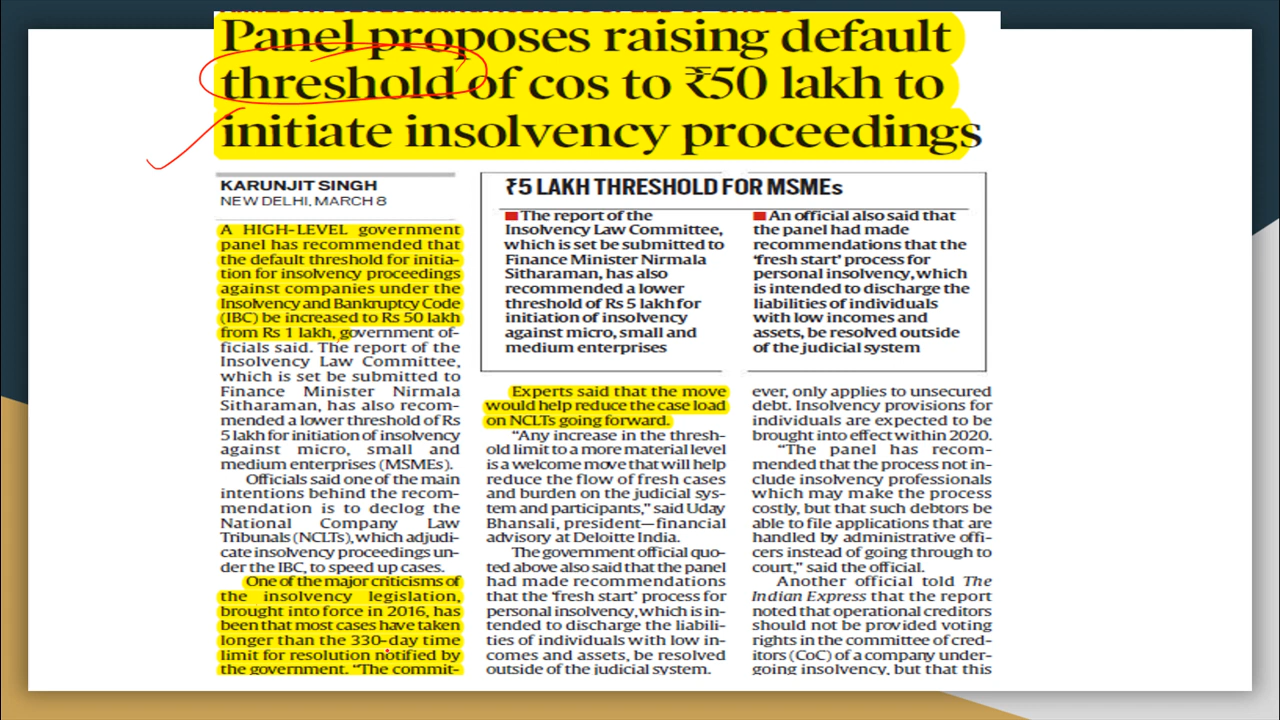 Panel proposes raising default
threshold of cos to ₹50 lakh to
initiate insolvency proceedings
KARUNJIT SINGH
NEW DELHI, MARCH 8
A HIGH-LEVEL government
panel has recommended that
the default threshold for initia-
tion for insolvency proceedings
against companies under the
Insolvency and Bankruptcy Code
(IBC) be increased to Rs 50 lakh
from Rs 1 lakh, government of-
ficials said. The report of the
Insolvency Law Committee,
which is set be submitted to
Finance Minister Nirmala
Sitharaman, has also recom-
mended a lower threshold of Rs
5 lakh for initiation of insolvency
against micro, small and
medium enterprises (MSMEs).
Officials said one of the main
intentions behind the recom-
mendation is to declog the
National Company Law
Tribunals (NCLTs), which adjudi-
cate insolvency proceedings un-
der the IBC, to speed up cases.
One of the major criticisms of
the insolvency legislation,
brought into force in 2016, has
been that most cases have taken
longer than the 330-day time
limit for resolution notified by
the government. “The commit-
₹5 LAKH THRESHOLD FOR MSMEs
The report of the
Insolvency Law Committee,
which is set be submitted to
Finance Minister Nirmala
Sitharaman, has also
recommended a lower
threshold of Rs 5 lakh for
initiation of insolvency
against micro, small and
medium enterprises
An official also said that
the panel had made
recommendations that the
‘fresh start’ process for
personal insolvency, which
is intended to discharge the
liabilities of individuals
with low incomes and
assets, be resolved outside
of the judicial system
Experts said that the move
would help reduce the case load
on NCLTs going forward.
“Any increase in the thresh-
old limit to a more material level
is a welcome move that will help
reduce the flow of fresh cases
and burden on the judicial sys-
tem and participants,” said Uday
Bhansali, president—financial
advisory at Deloitte India.
The government official quo-
ted above also said that the panel
had made recommendations
that the ‘fresh start’ process for
personal insolvency, which is in-
tended to discharge the liabili-
ties of individuals with low in-
comes and assets, be resolved
outside of the judicial system.
ever, only applies to unsecured
debt. Insolvency provisions for
individuals are expected to be
brought into effect within 2020.
“The panel has recom-
mended that the process not in-
clude insolvency professionals
which may make the process
costly, but that such debtors be
able to file applications that are
handled by administrative offi-
cers instead of going through to
court,” said the official.
Another official told The
Indian Express that the report
noted that operational creditors
should not be provided voting
rights in the committee of cred-
itors (CoC) of a company under-
going insolvency, but that this